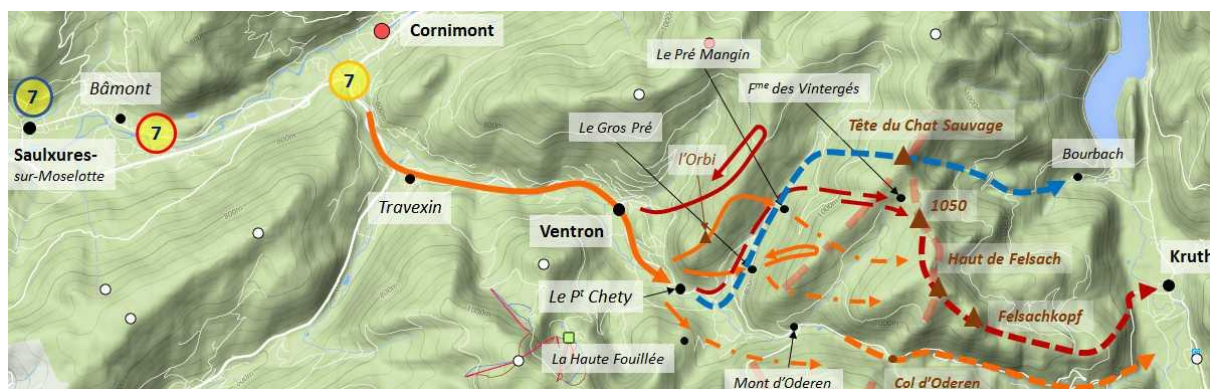 Cornimont
Le Pré Mangin
7
7
Bâmont
7
Fme des Vintergés
Le Gros Pré
Tête du Chat Sauvage
Saulxures-
sur-Moselotte
l'Orbi
Bourbach
Travexin
1050
Ventron
Haut de Felsach
Kruth
Le Pt Chety
Felsachkopf
La Haute Fouillée
Mont d'Oderen
Col d'Oderen